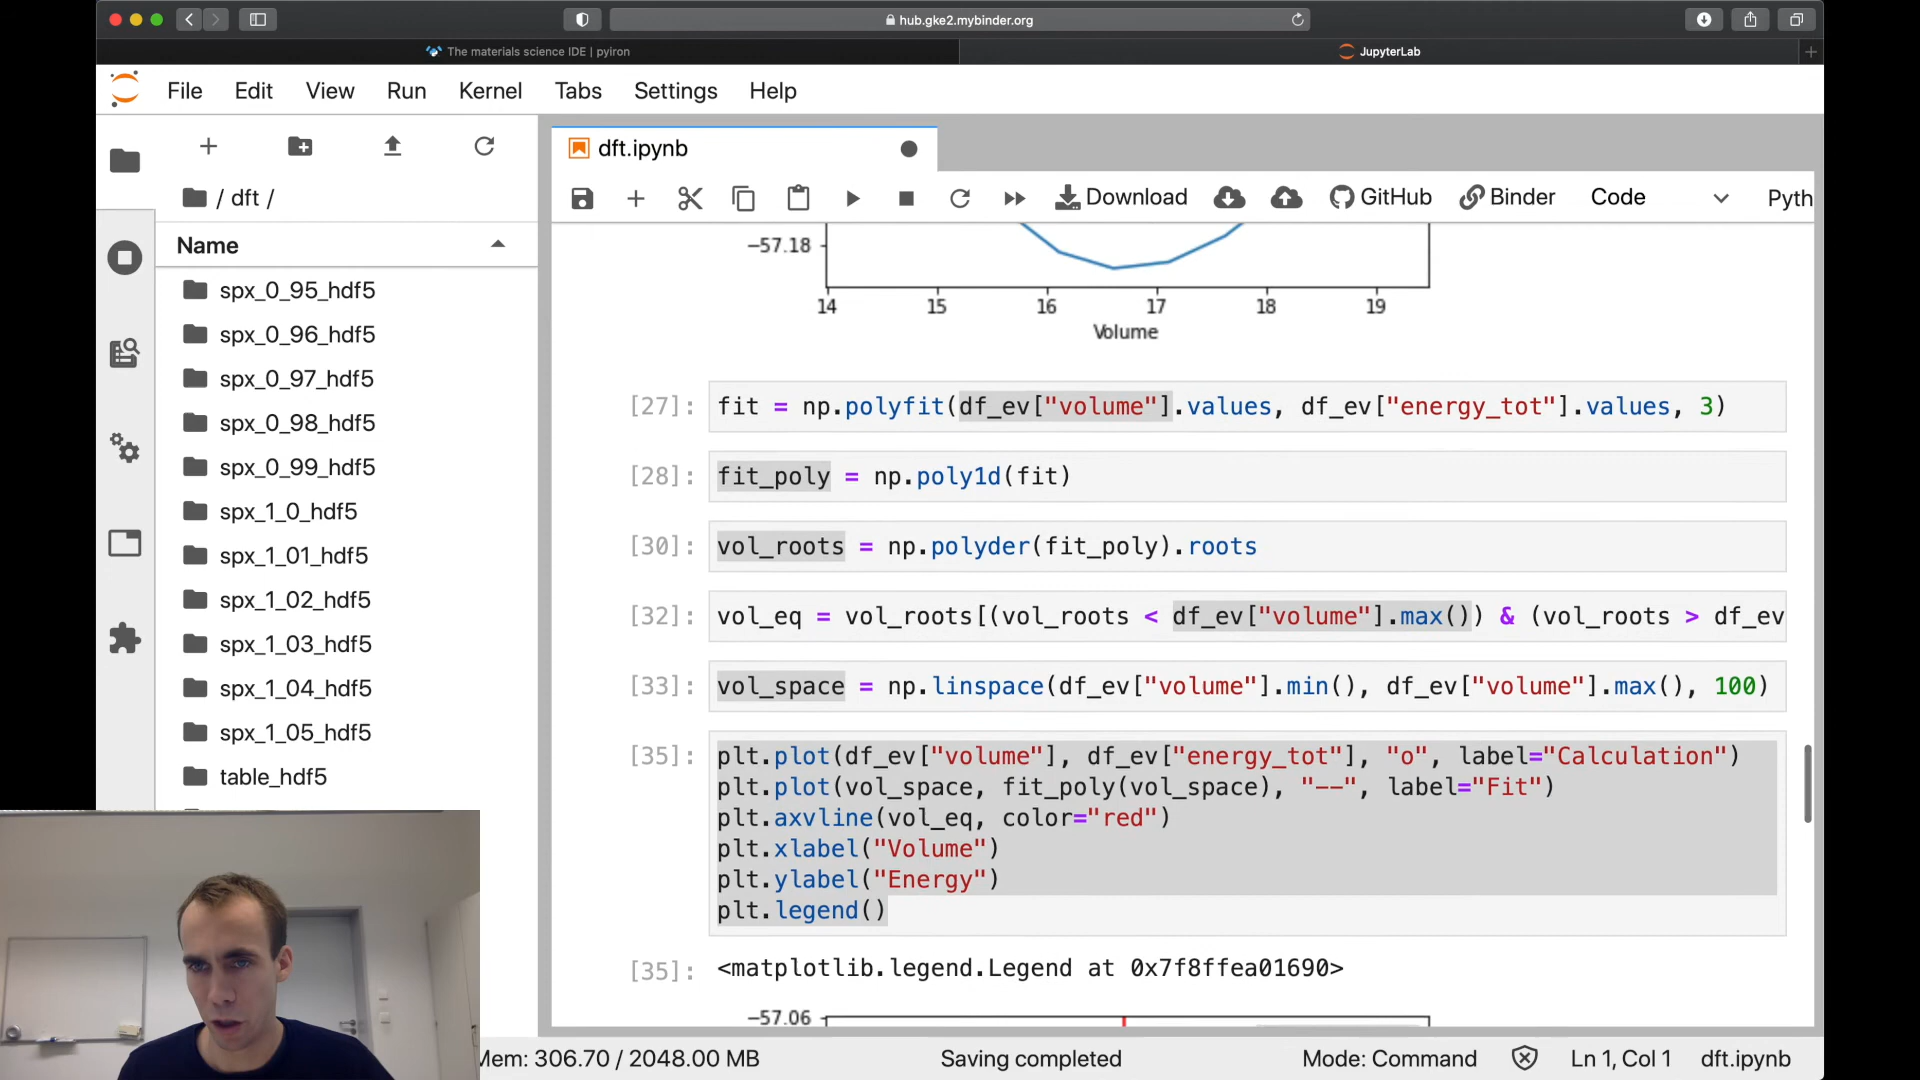 hub.gke2.mybinder.org
The materials science IDE | pyiron
JupyterLab
File Edit View Run Kernel Tabs Settings Help
dft.ipynb
/ dft /
Download GitHub Binder Code Pyth
Name
spx_0_95_hdf5
spx_0_96_hdf5
spx_0_97_hdf5
spx_0_98_hdf5
spx_0_99_hdf5
spx_1_0_hdf5
spx_1_01_hdf5
spx_1_02_hdf5
spx_1_03_hdf5
spx_1_04_hdf5
spx_1_05_hdf5
table_hdf5
−57.18
14 15 16 17 18 19
Volume
[27]: fit = np.polyfit(df_ev["volume"].values, df_ev["energy_tot"].values, 3)
[28]: fit_poly = np.poly1d(fit)
[30]: vol_roots = np.polyder(fit_poly).roots
[32]: vol_eq = vol_roots[(vol_roots < df_ev["volume"].max()) & (vol_roots > df_ev
[33]: vol_space = np.linspace(df_ev["volume"].min(), df_ev["volume"].max(), 100)
[35]: plt.plot(df_ev["volume"], df_ev["energy_tot"], "o", label="Calculation")
plt.plot(vol_space, fit_poly(vol_space), "--", label="Fit")
plt.axvline(vol_eq, color="red")
plt.xlabel("Volume")
plt.ylabel("Energy")
plt.legend()
[35]: <matplotlib.legend.Legend at 0x7f8ffea01690>
−57.06
Mem: 306.70 / 2048.00 MB Saving completed Mode: Command Ln 1, Col 1 dft.ipynb